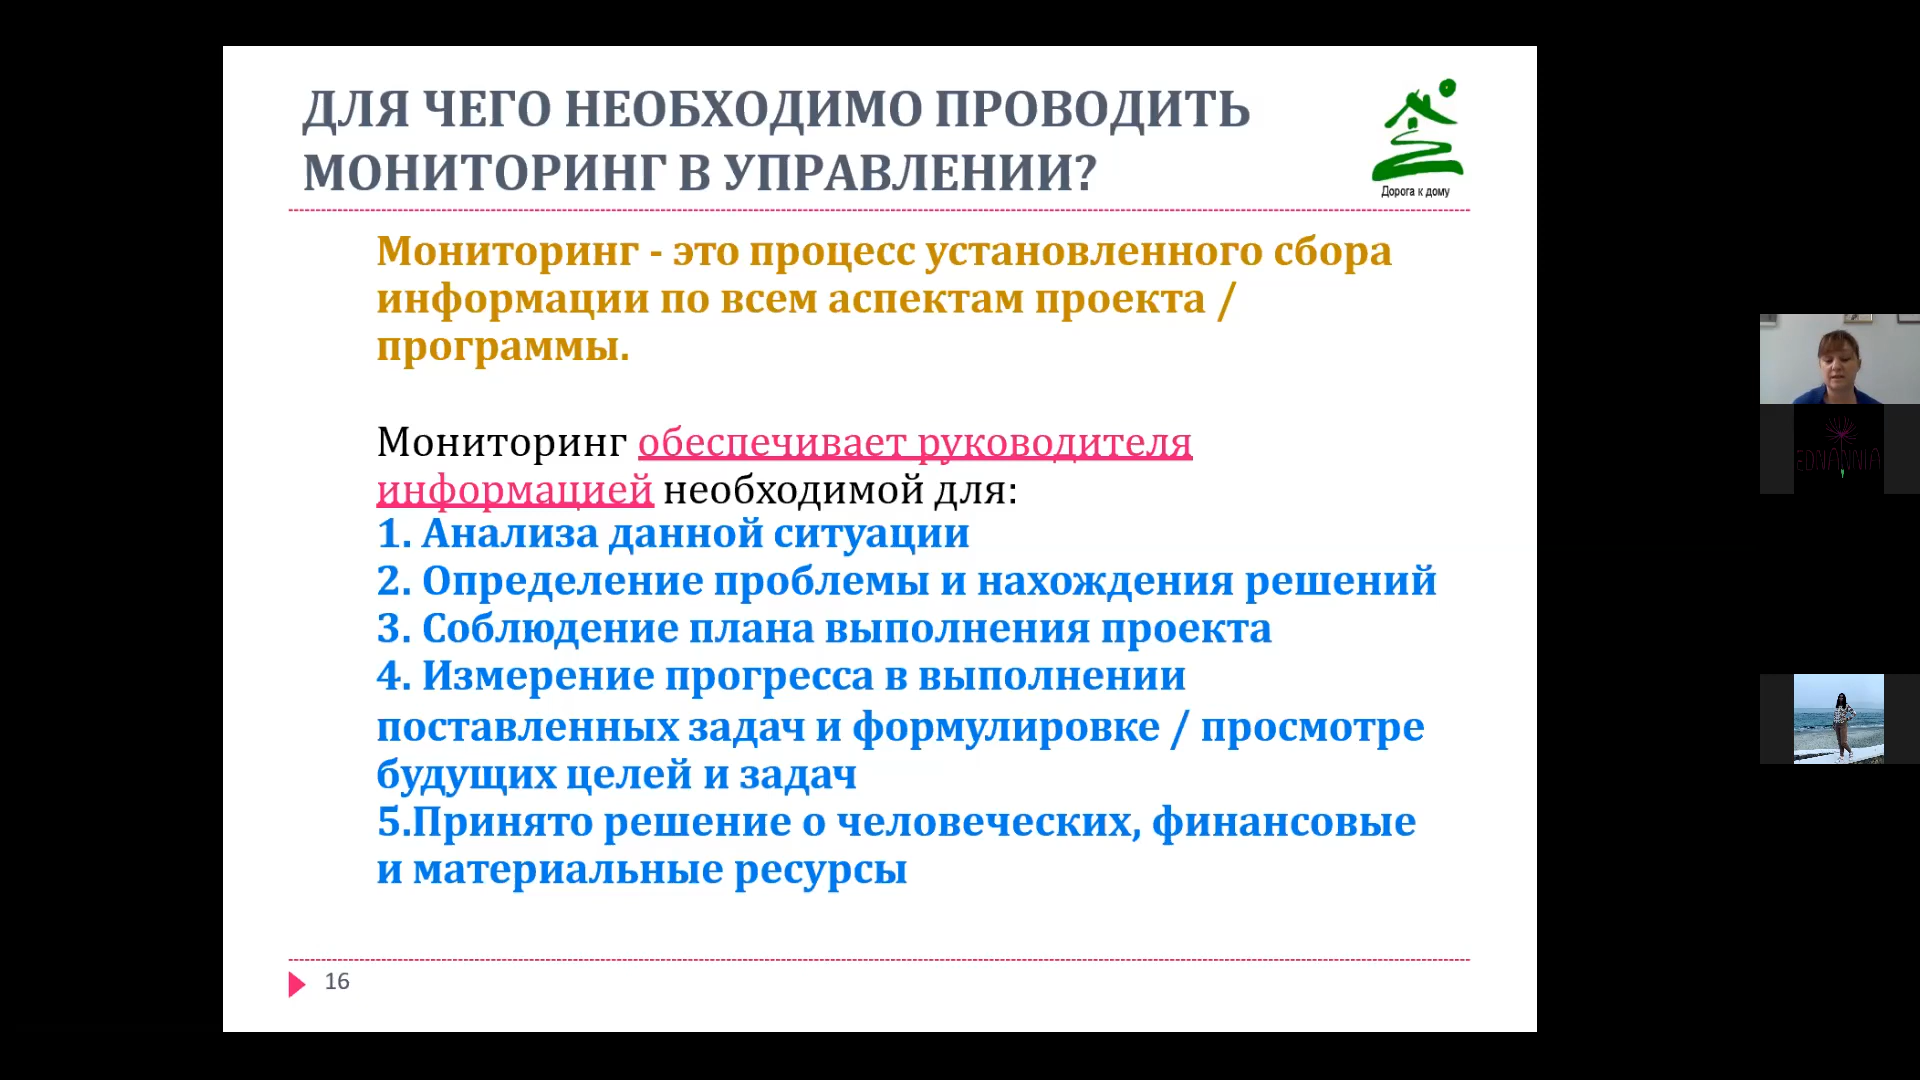 ДЛЯ ЧЕГО НЕОБХОДИМО ПРОВОДИТЬ
МОНИТОРИНГ В УПРАВЛЕНИИ?
Дорога к дому
Мониторинг - это процесс установленного сбора
информации по всем аспектам проекта /
программы.
Мониторинг обеспечивает руководителя
информацией необходимой для:
1. Анализа данной ситуации
2. Определение проблемы и нахождения решений
3. Соблюдение плана выполнения проекта
4. Измерение прогресса в выполнении
поставленных задач и формулировке / просмотре
будущих целей и задач
5.Принято решение о человеческих, финансовые
и материальные ресурсы
16
EDNANNIA